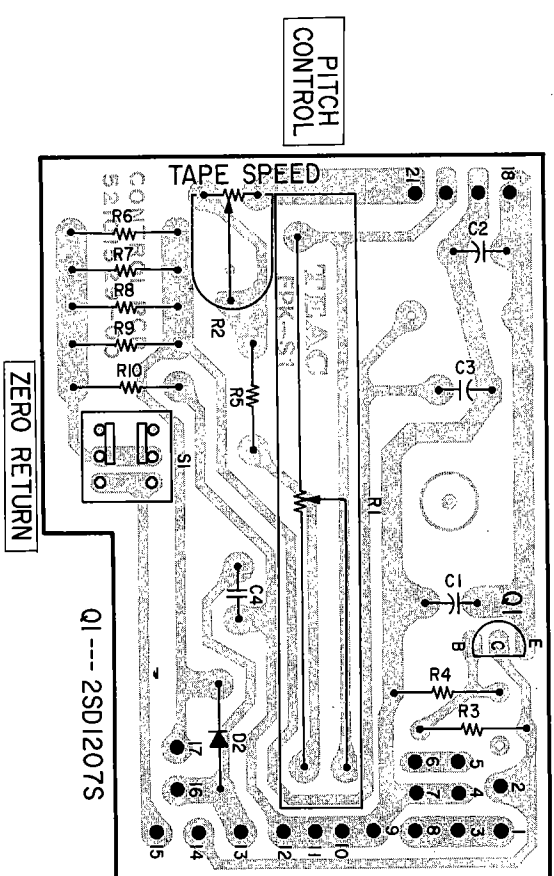 PITCH
CONTROL
TAPE SPEED
21
18
C2
R6
R7
R8
R9
R10
R2
TEAC
C3
R5
R1
S1
ZERO RETURN
C4
C1
Q1
B
C
E
R4
R3
D2
Q1--- 2SD1207S
17
16
6
5
7
4
2
15
14
13
12
11
10
9
8
3
1